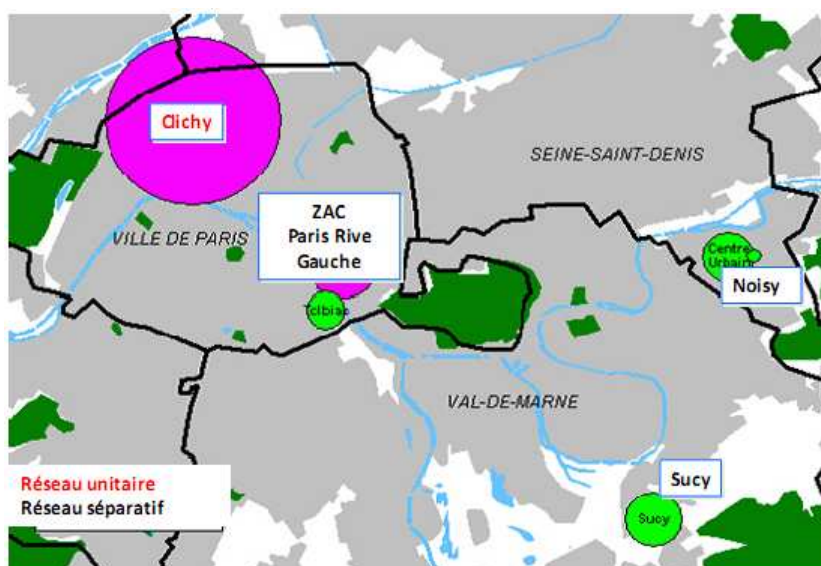 Clichy
SEINE-SAINT-DENIS
ZAC
Paris Rive
Gauche
VILLE DE PARIS
Tolbiac
Centre
Urbain
Noisy
VAL-DE-MARNE
Sucy
Sucy
Réseau unitaire
Réseau séparatif